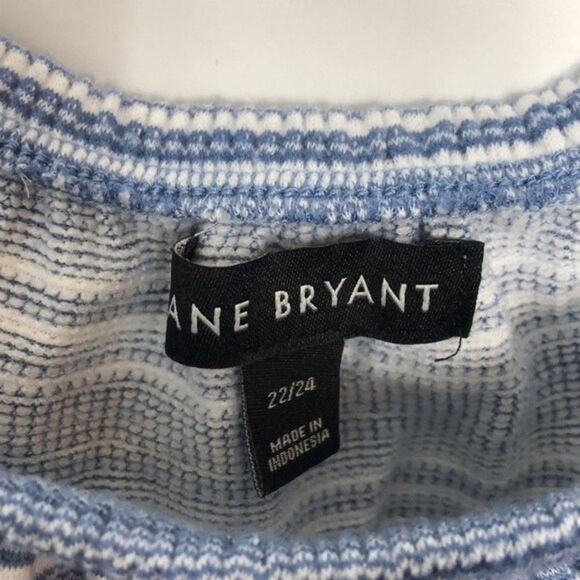 ANE BRYANT
22/24
MADE IN
INDONESIA